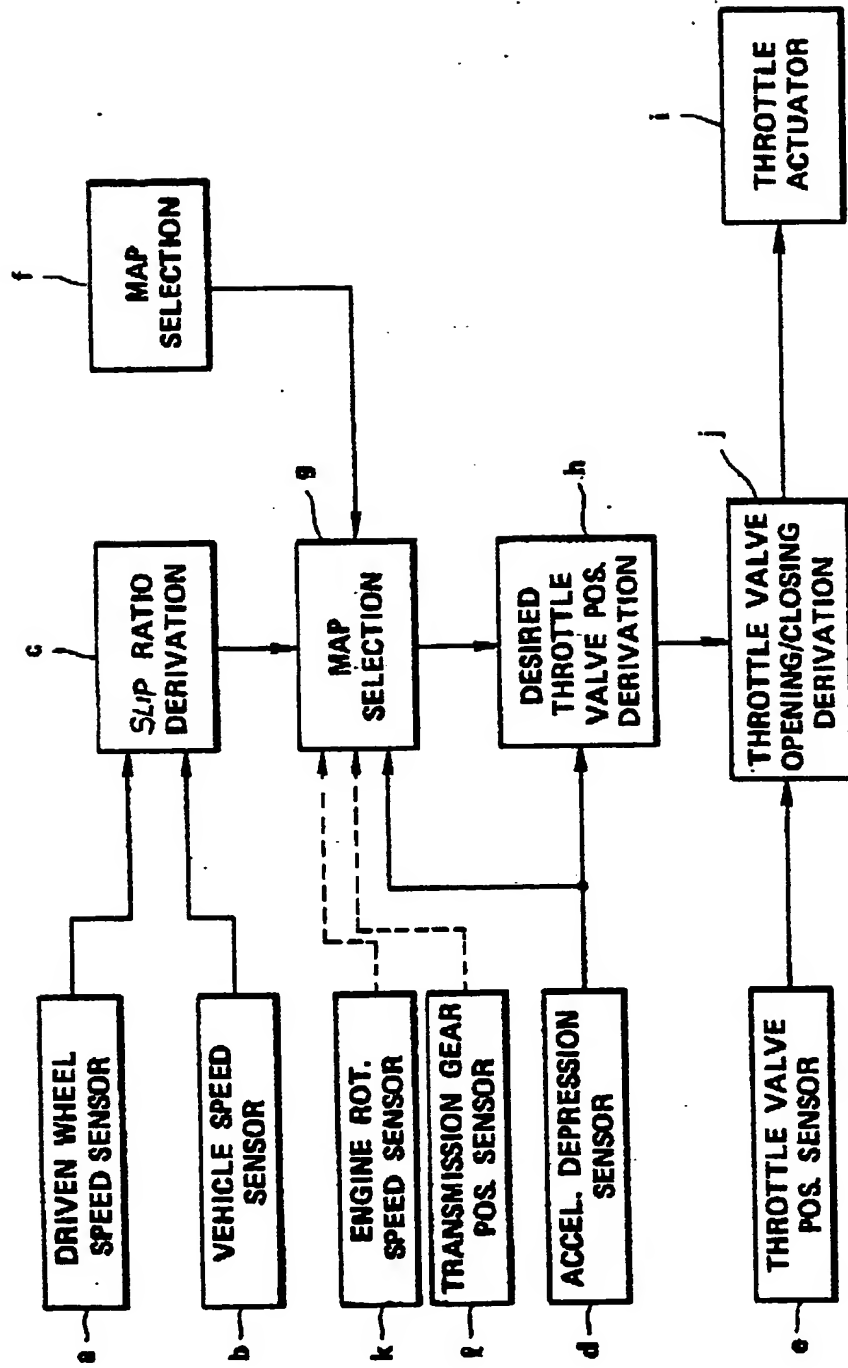 a
DRIVEN WHEEL
SPEED SENSOR
b
VEHICLE SPEED
SENSOR
k
ENGINE ROT.
SPEED SENSOR
ℓ
TRANSMISSION GEAR
POS. SENSOR
d
ACCEL. DEPRESSION
SENSOR
e
THROTTLE VALVE
POS. SENSOR
c
SLIP RATIO
DERIVATION
g
MAP
SELECTION
h
DESIRED
THROTTLE
VALVE POS.
DERIVATION
j
THROTTLE VALVE
OPENING/CLOSING
DERIVATION
f
MAP
SELECTION
i
THROTTLE
ACTUATOR